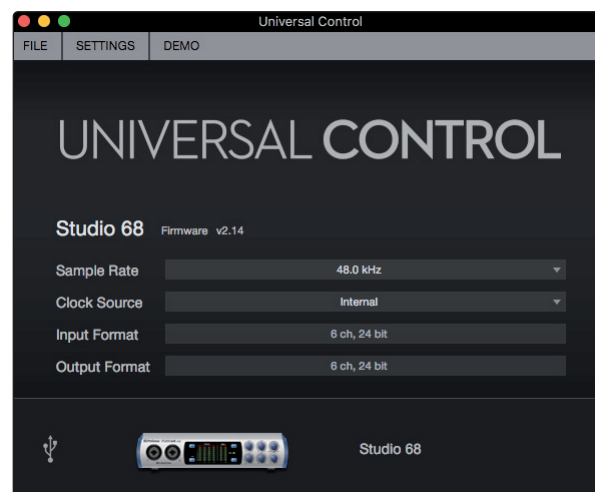 Universal Control
FILE SETTINGS DEMO
UNIVERSAL CONTROL
Studio 68 Firmware v2.14
Sample Rate 48.0 kHz
Clock Source Internal
Input Format 6 ch, 24 bit
Output Format 6 ch, 24 bit
Studio 68